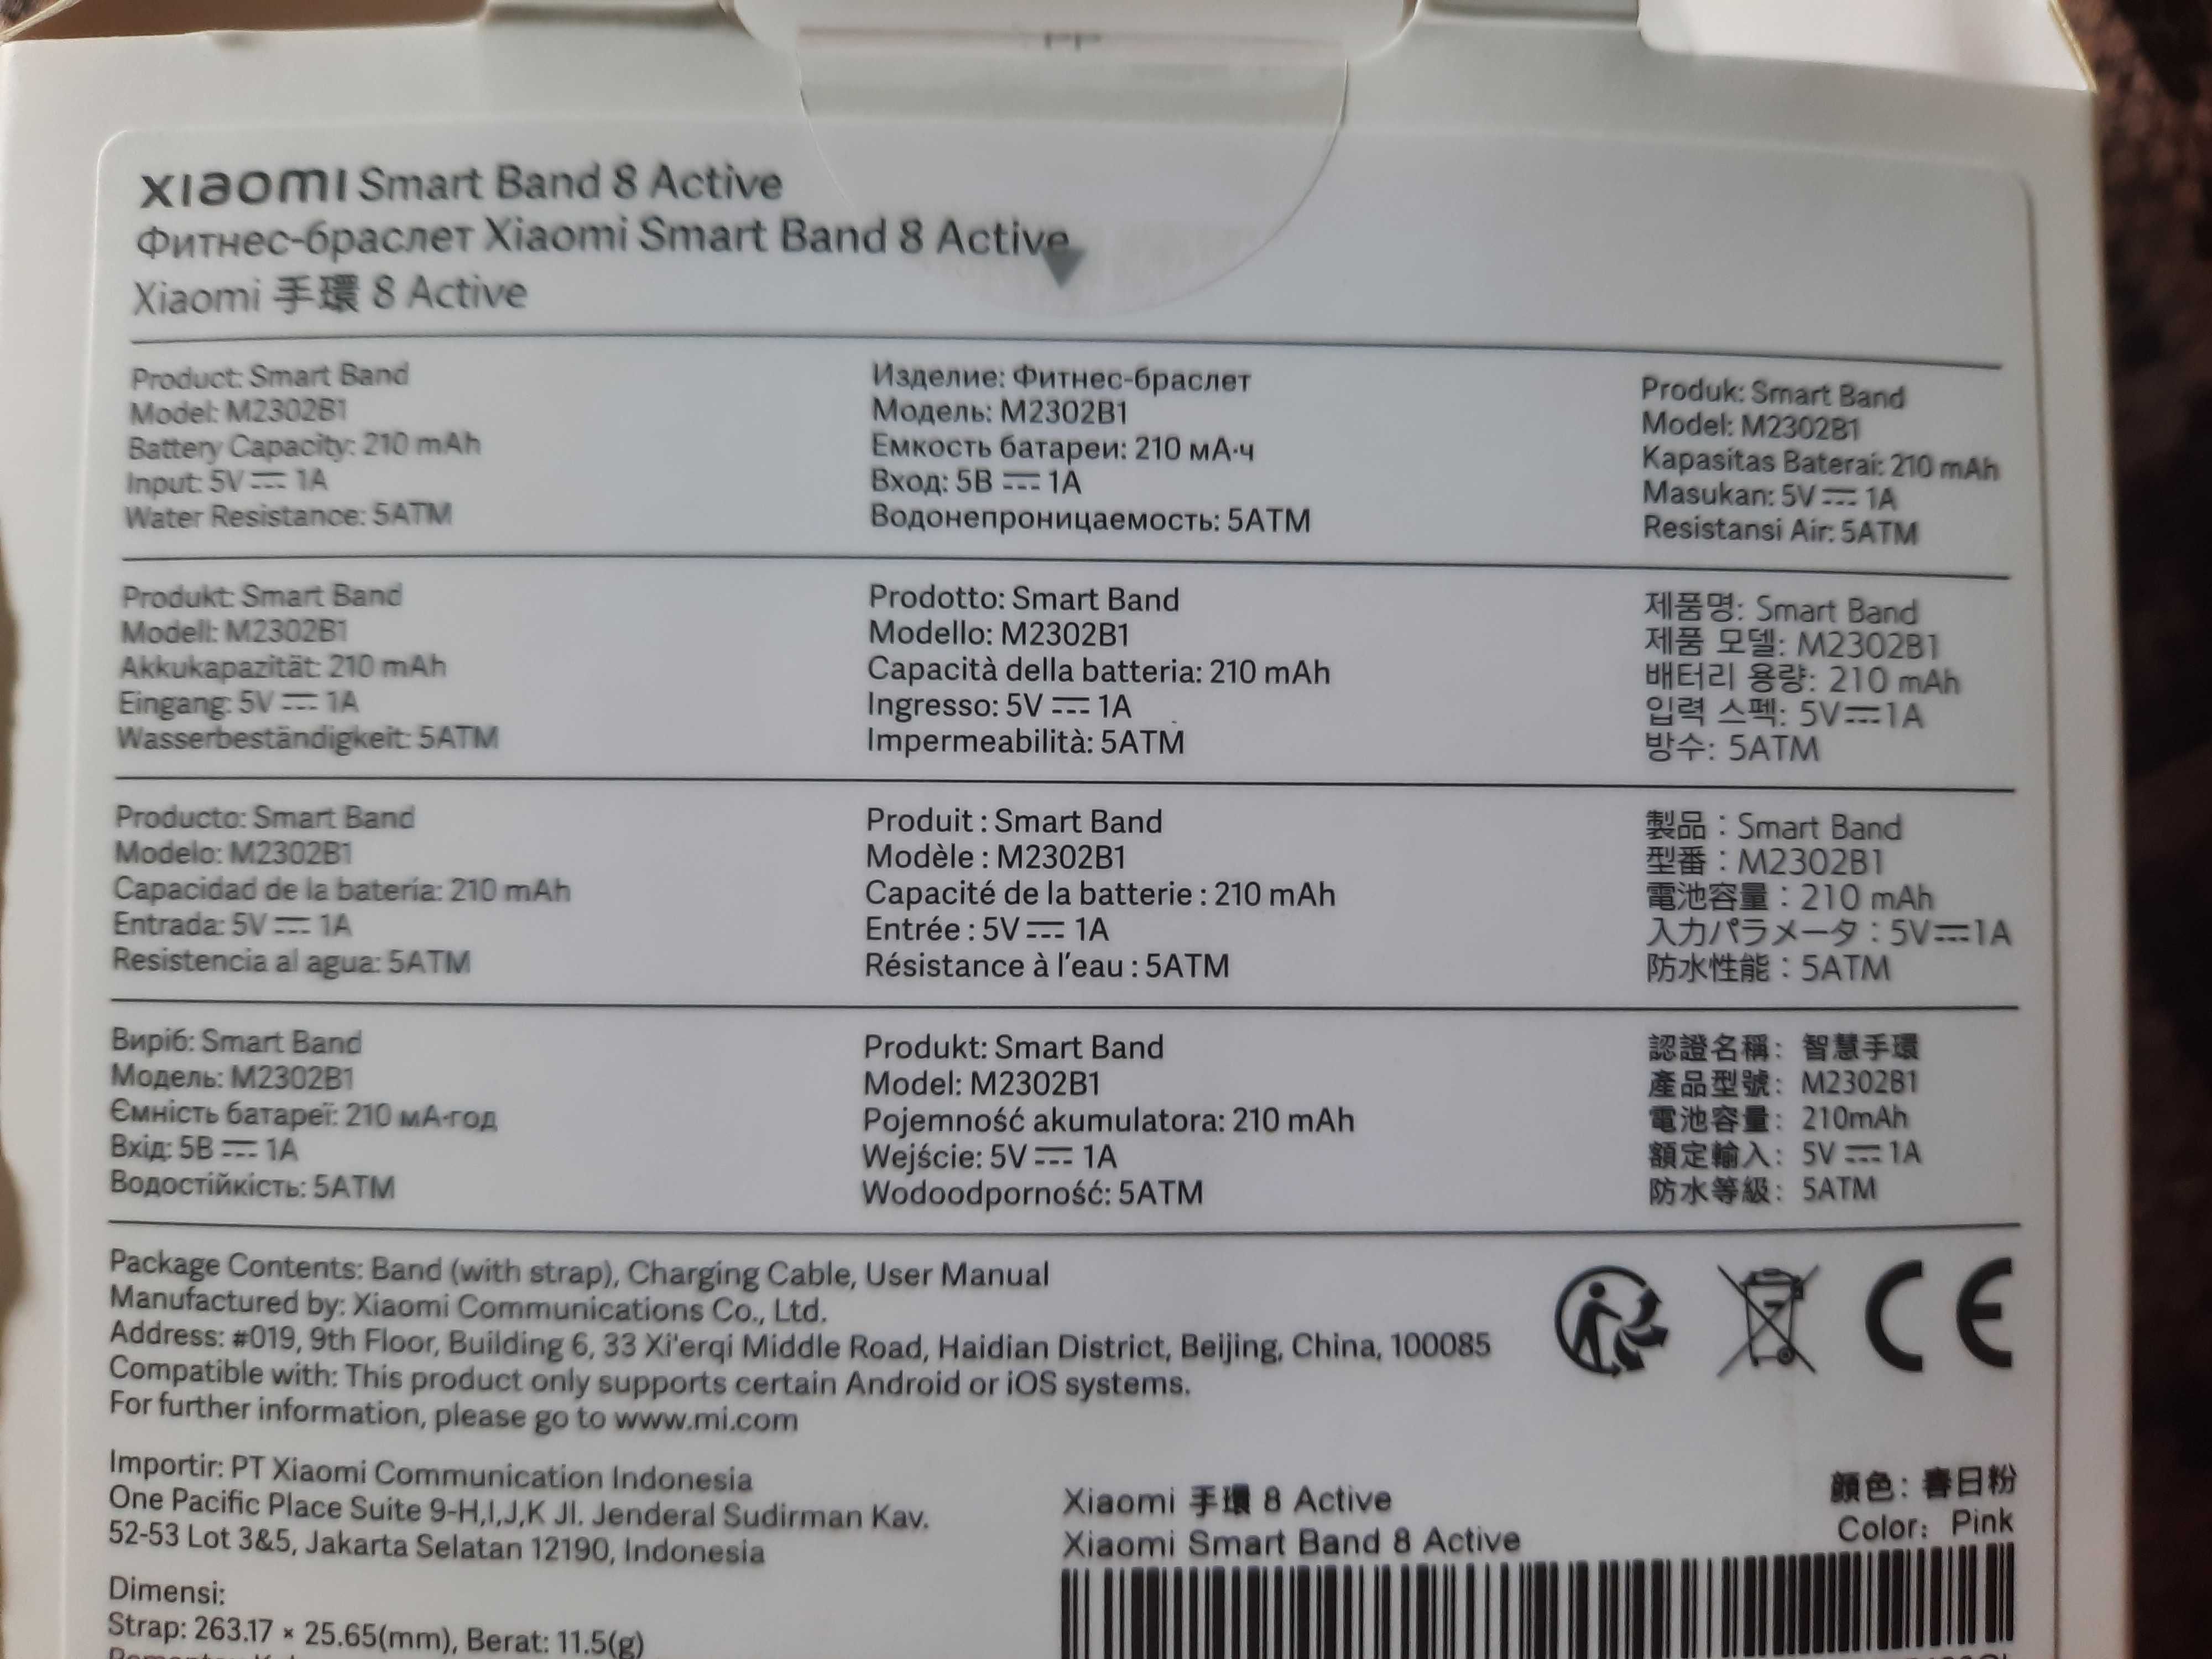 xiaomi Smart Band 8 Active
Фитнес-браслет Xiaomi Smart Band 8 Active
Xiaomi 手環 8 Active
Product: Smart Band
Model: M2302B1
Battery Capacity: 210 mAh
Input: 5V ⎓ 1A
Water Resistance: 5ATM
Изделие: Фитнес-браслет
Модель: M2302B1
Емкость батареи: 210 мА·ч
Вход: 5В ⎓ 1A
Водонепроницаемость: 5ATM
Produk: Smart Band
Model: M2302B1
Kapasitas Baterai: 210 mAh
Masukan: 5V ⎓ 1A
Resistansi Air: 5ATM
Produkt: Smart Band
Modell: M2302B1
Akkukapazität: 210 mAh
Eingang: 5V ⎓ 1A
Wasserbeständigkeit: 5ATM
Prodotto: Smart Band
Modello: M2302B1
Capacità della batteria: 210 mAh
Ingresso: 5V ⎓ 1A
Impermeabilità: 5ATM
제품명: Smart Band
제품 모델: M2302B1
배터리 용량: 210 mAh
입력 스펙: 5V⎓1A
방수: 5ATM
Producto: Smart Band
Modelo: M2302B1
Capacidad de la batería: 210 mAh
Entrada: 5V ⎓ 1A
Resistencia al agua: 5ATM
Produit : Smart Band
Modèle : M2302B1
Capacité de la batterie : 210 mAh
Entrée : 5V ⎓ 1A
Résistance à l'eau : 5ATM
製品：Smart Band
型番：M2302B1
電池容量：210 mAh
入力パラメータ：5V⎓1A
防水性能：5ATM
Виріб: Smart Band
Модель: M2302B1
Ємність батареї: 210 мА·год
Вхід: 5В ⎓ 1A
Водостійкість: 5ATM
Produkt: Smart Band
Model: M2302B1
Pojemność akumulatora: 210 mAh
Wejście: 5V ⎓ 1A
Wodoodporność: 5ATM
認證名稱：智慧手環
產品型號：M2302B1
電池容量：210mAh
額定輸入：5V ⎓ 1A
防水等級：5ATM
Package Contents: Band (with strap), Charging Cable, User Manual
Manufactured by: Xiaomi Communications Co., Ltd.
Address: #019, 9th Floor, Building 6, 33 Xi'erqi Middle Road, Haidian District, Beijing, China, 100085
Compatible with: This product only supports certain Android or iOS systems.
For further information, please go to www.mi.com
CE
Importir: PT Xiaomi Communication Indonesia
One Pacific Place Suite 9-H,I,J,K Jl. Jenderal Sudirman Kav.
52-53 Lot 3&5, Jakarta Selatan 12190, Indonesia
Dimensi:
Strap: 263.17 × 25.65(mm), Berat: 11.5(g)
Xiaomi 手環 8 Active
Xiaomi Smart Band 8 Active
顏色：春日粉
Color: Pink